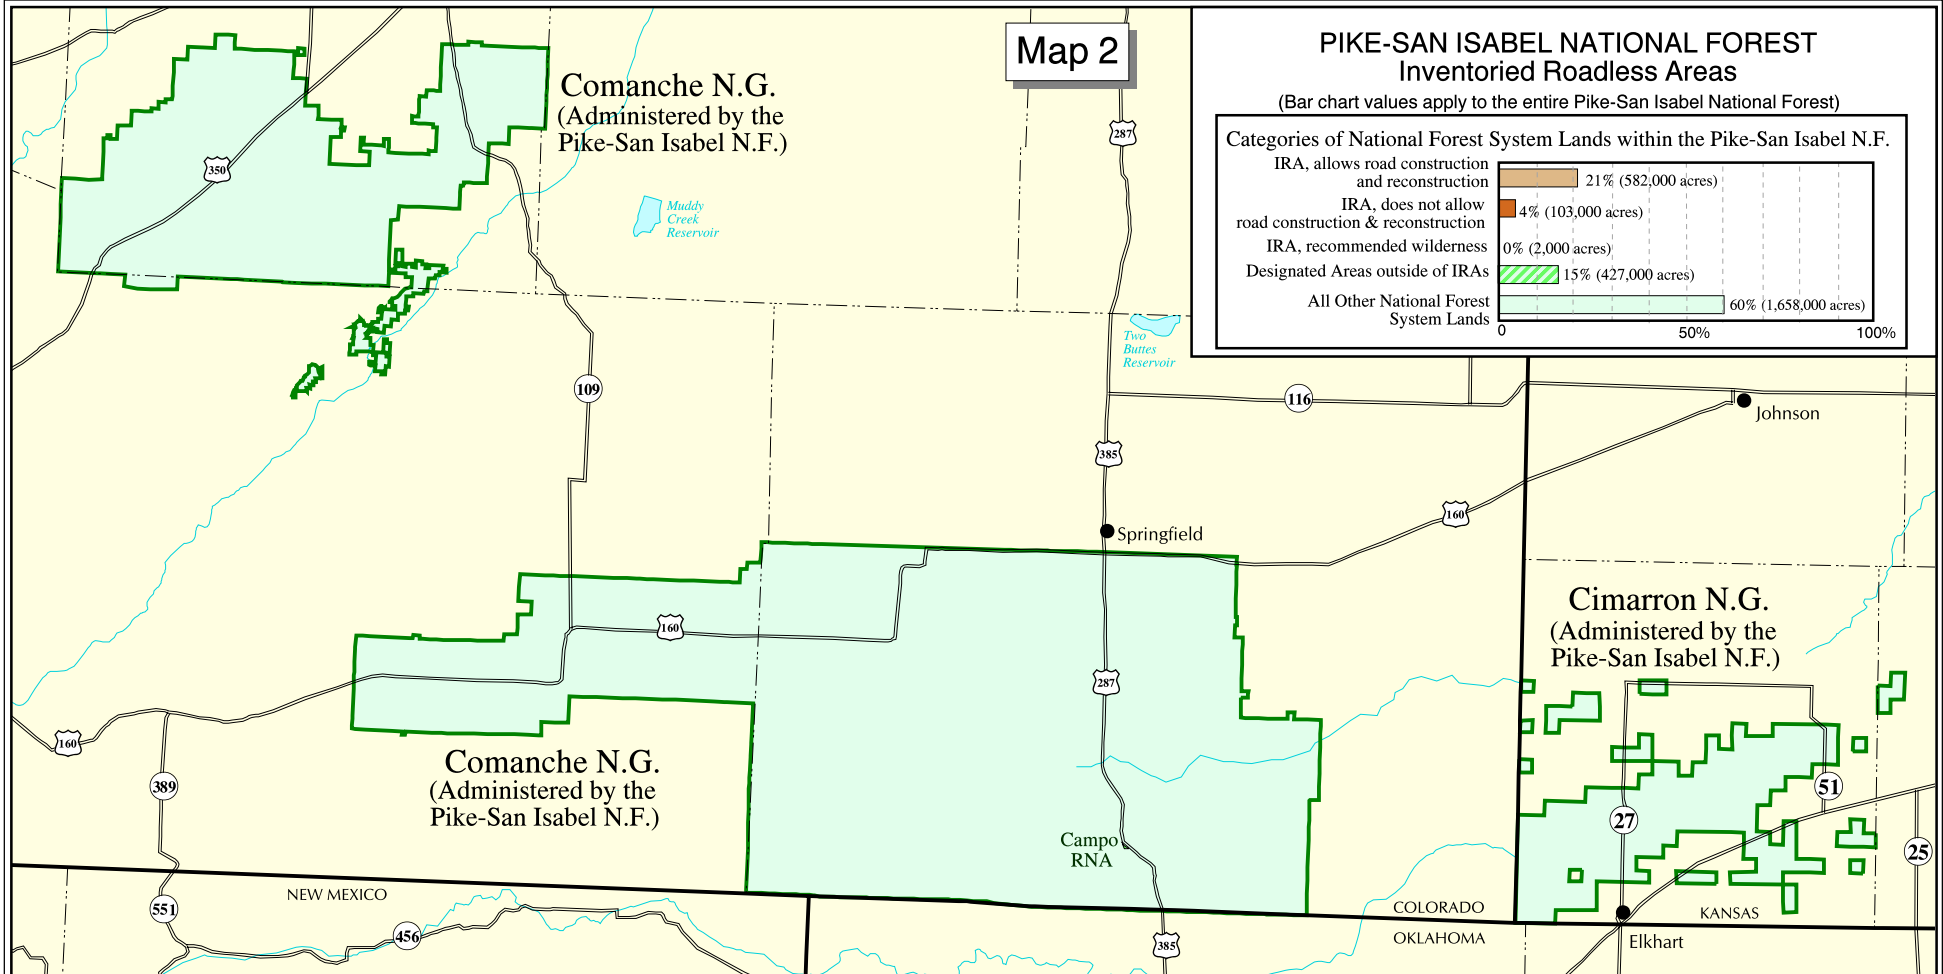 Map 2
PIKE-SAN ISABEL NATIONAL FOREST
Inventoried Roadless Areas
(Bar chart values apply to the entire Pike-San Isabel National Forest)
Categories of National Forest System Lands within the Pike-San Isabel N.F.
IRA, allows road construction
and reconstruction
21% (582,000 acres)
IRA, does not allow
road construction & reconstruction
4% (103,000 acres)
IRA, recommended wilderness
0% (2,000 acres)
Designated Areas outside of IRAs
15% (427,000 acres)
All Other National Forest
System Lands
60% (1,658,000 acres)
0 50% 100%
Comanche N.G.
(Administered by the
Pike-San Isabel N.F.)
287
350
Muddy
Creek
Reservoir
Two
Buttes
Reservoir
109
116
Johnson
385
160
Springfield
Cimarron N.G.
(Administered by the
Pike-San Isabel N.F.)
160
287
160
Comanche N.G.
(Administered by the
Pike-San Isabel N.F.)
389
51
27
Campo
RNA
25
NEW MEXICO
551
COLORADO
KANSAS
456
OKLAHOMA
385
Elkhart